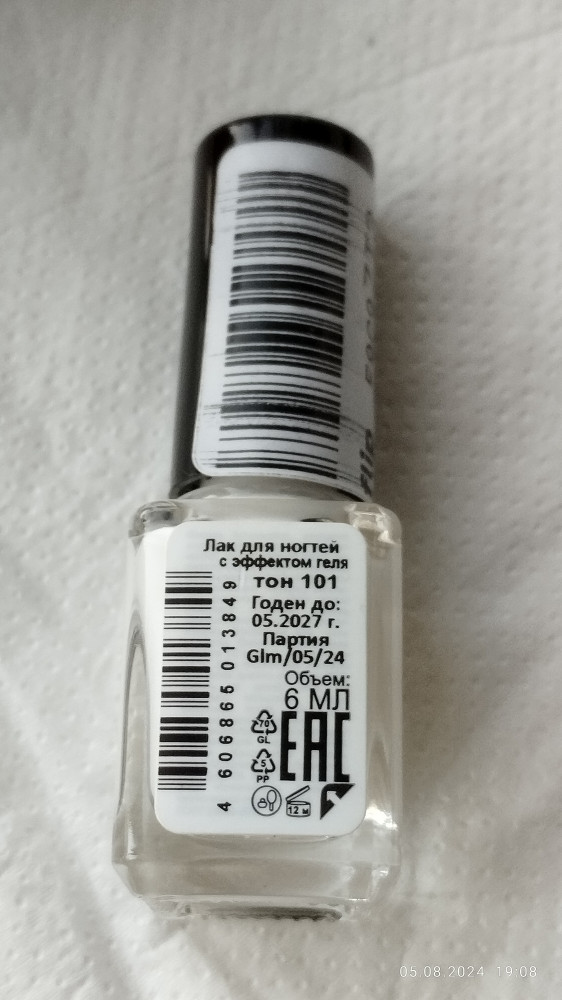 Лак для ногтей
с эффектом геля
тон 101
Годен до:
05.2027 г.
Партия
Glm/05/24
Объем:
6 МЛ
EAC
70
GL
5
PP
12 м
4 606865 013849
05 08 2024 19:08